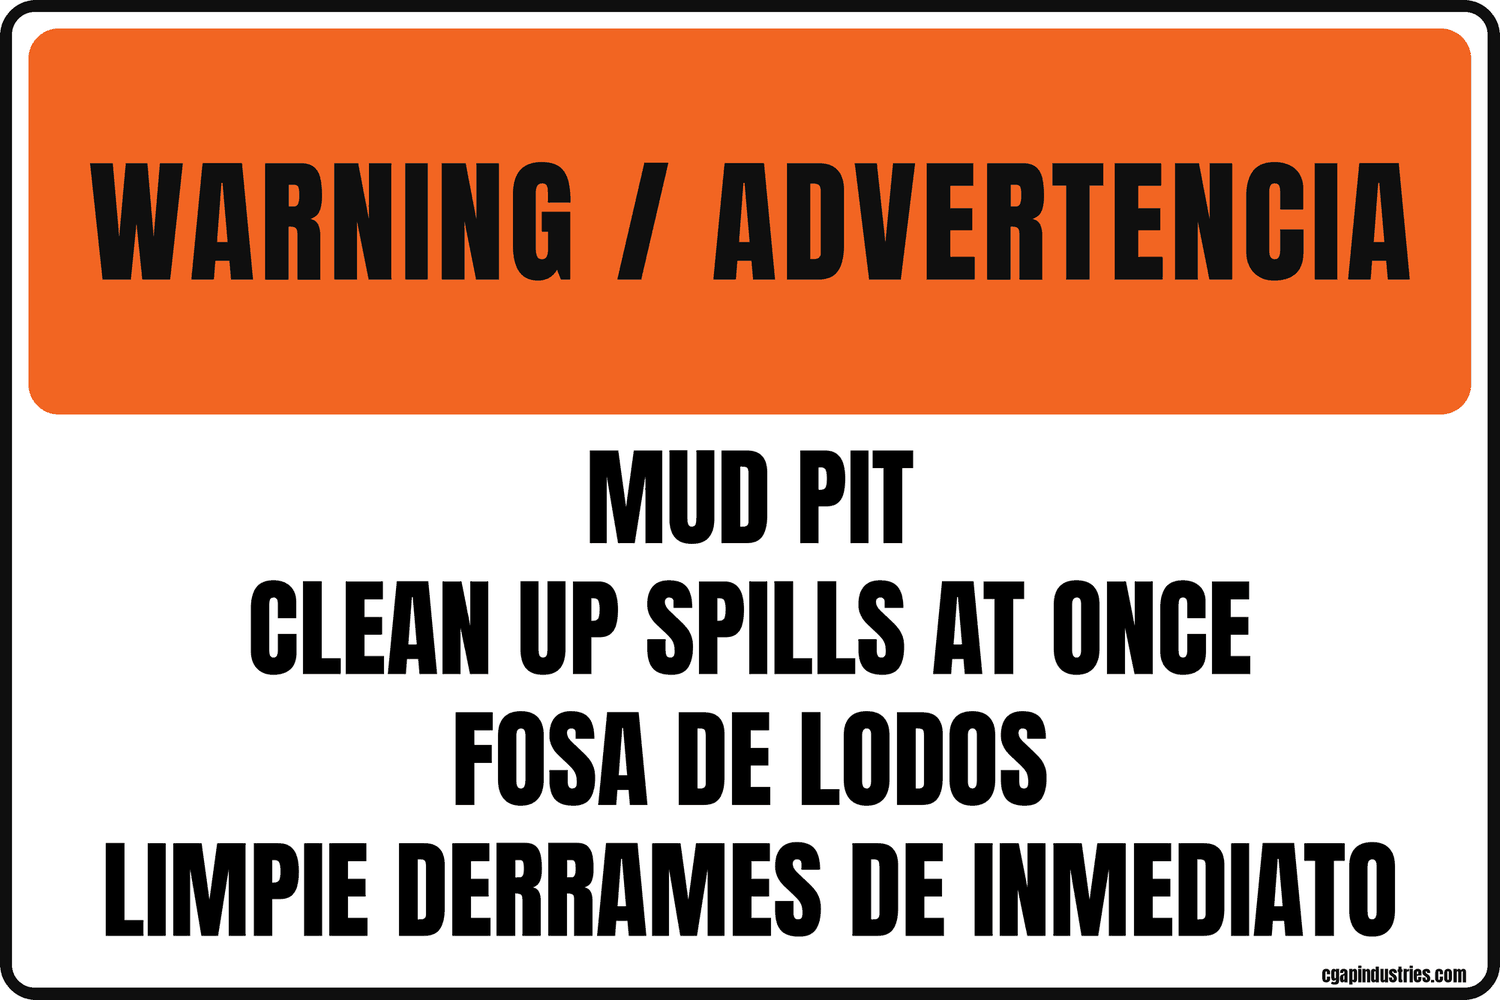 WARNING / ADVERTENCIA
MUD PIT
CLEAN UP SPILLS AT ONCE
FOSA DE LODOS
LIMPIE DERRAMES DE INMEDIATO
cgapindustries.com